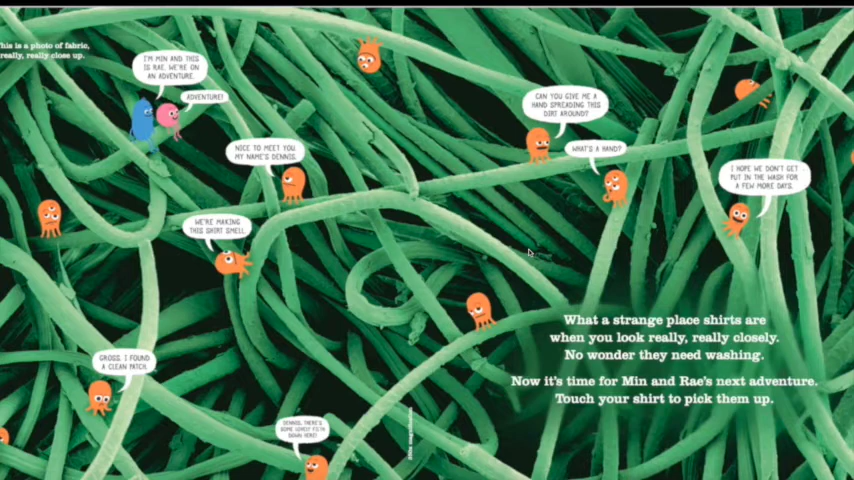 This is a photo of fabric,
really, really close up.
I'M MIN AND THIS
IS RAE. WE'RE ON
AN ADVENTURE.
ADVENTURE!
CAN YOU GIVE ME A
HAND SPREADING THIS
DIRT AROUND?
WHAT'S A HAND?
NICE TO MEET YOU
MY NAME'S DENNIS.
I HOPE WE DON'T GET
PUT IN THE WASH FOR
A FEW MORE DAYS.
WE'RE MAKING
THIS SHIRT SMELL.
GROSS. I FOUND
A CLEAN PATCH.
DENNIS, THERE'S
SOME LOVELY FILTH
DOWN HERE!
What a strange place shirts are
when you look really, really closely.
No wonder they need washing.
Now it's time for Min and Rae's next adventure.
Touch your shirt to pick them up.